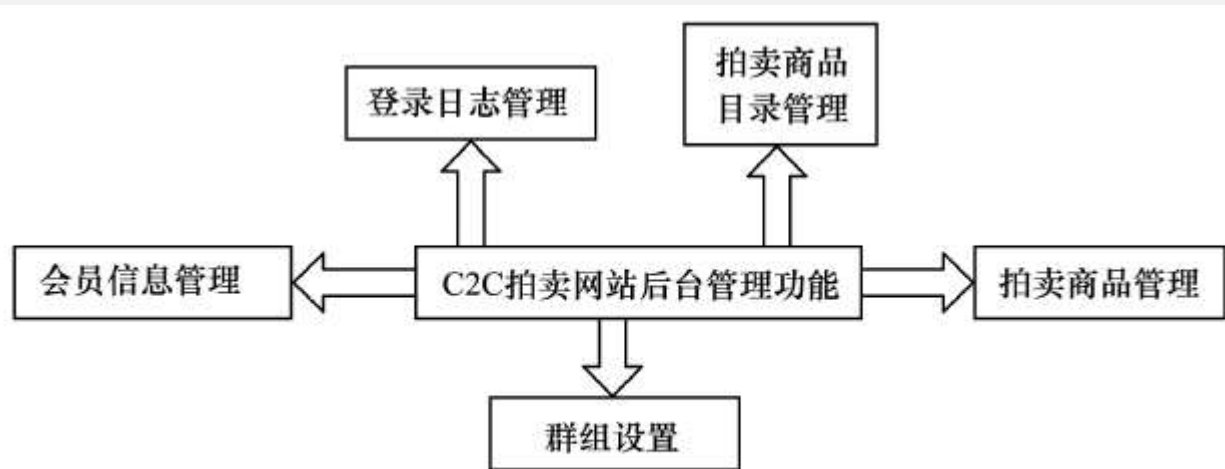 拍卖商品
目录管理
登录日志管理
会员信息管理
C2C拍卖网站后台管理功能
拍卖商品管理
群组设置